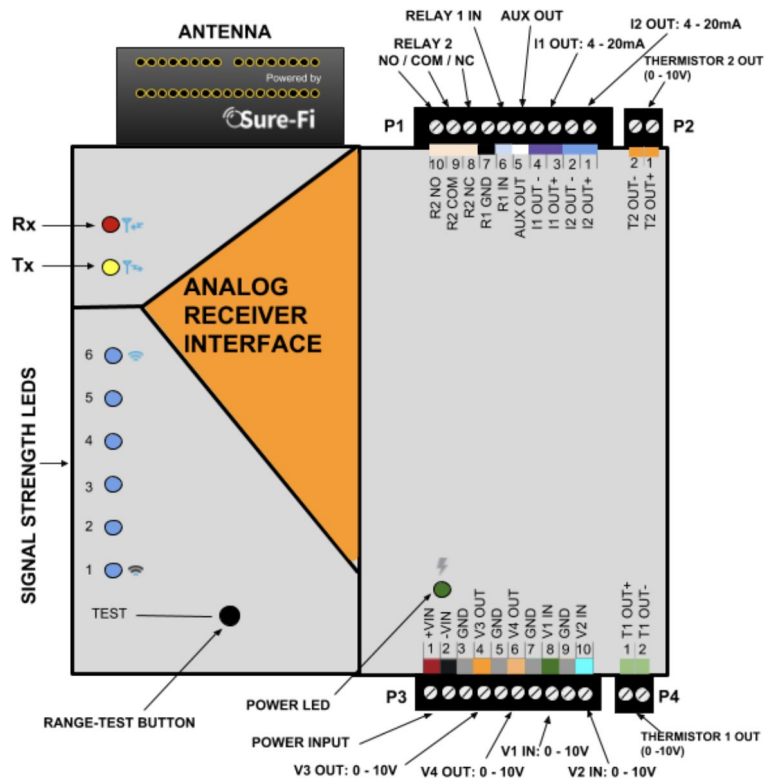 ANTENNA
Powered by
Sure-Fi
RELAY 1 IN
AUX OUT
I2 OUT: 4 - 20mA
RELAY 2
NO / COM / NC
I1 OUT: 4 - 20mA
THERMISTOR 2 OUT
(0 - 10V)
P1
P2
10 9 8 7 6 5 4 3 2 1
R2 NO
R2 COM
R2 NC
R1 GND
R1 IN
AUX OUT
I1 OUT -
I1 OUT+
I2 OUT -
I2 OUT+
2 1
T2 OUT-
T2 OUT+
Rx
Tx
ANALOG
RECEIVER
INTERFACE
SIGNAL STRENGTH LEDS
6
5
4
3
2
1
TEST
+VIN
-VIN
GND
V3 OUT
GND
V4 OUT
GND
V1 IN
GND
V2 IN
1 2 3 4 5 6 7 8 9 10
T1 OUT+
T1 OUT-
1 2
P3
P4
RANGE-TEST BUTTON
POWER LED
POWER INPUT
V3 OUT: 0 - 10V
V4 OUT: 0 - 10V
V1 IN: 0 - 10V
V2 IN: 0 - 10V
THERMISTOR 1 OUT
(0 -10V)